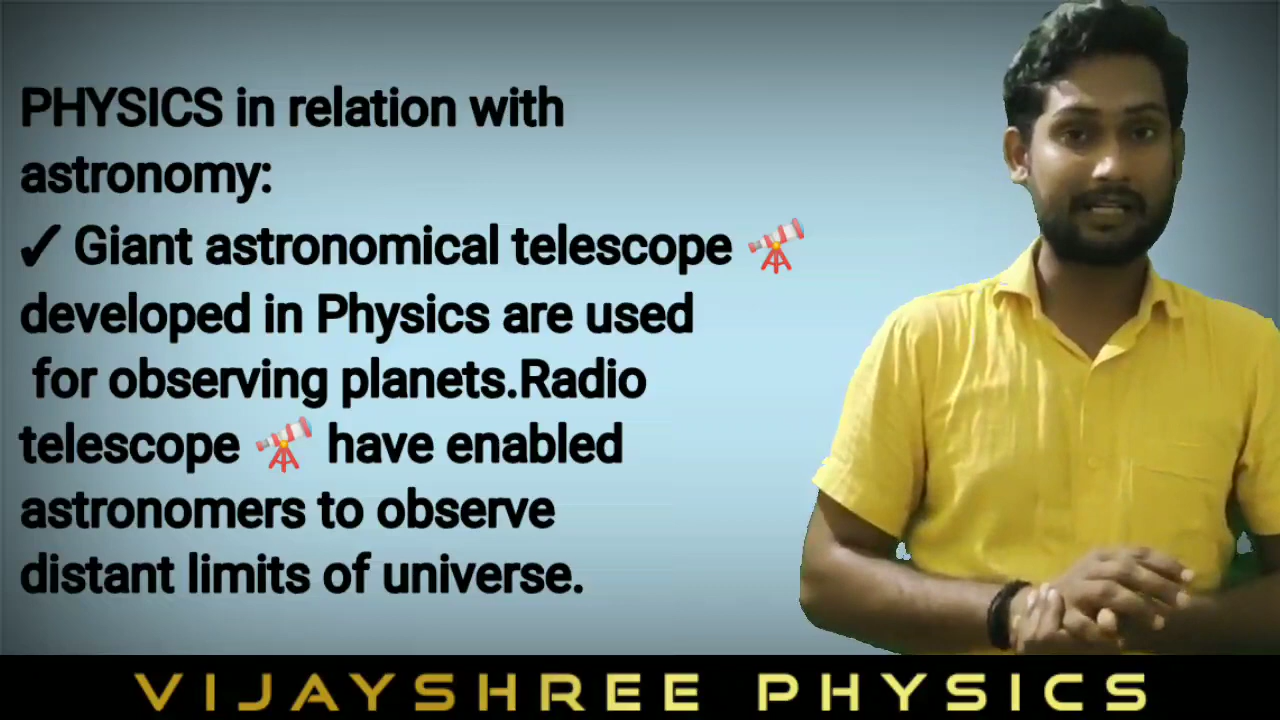 PHYSICS in relation with
astronomy:
✔ Giant astronomical telescope 🔭
developed in Physics are used
for observing planets.Radio
telescope 🔭 have enabled
astronomers to observe
distant limits of universe.
VIJAYSHREE PHYSICS